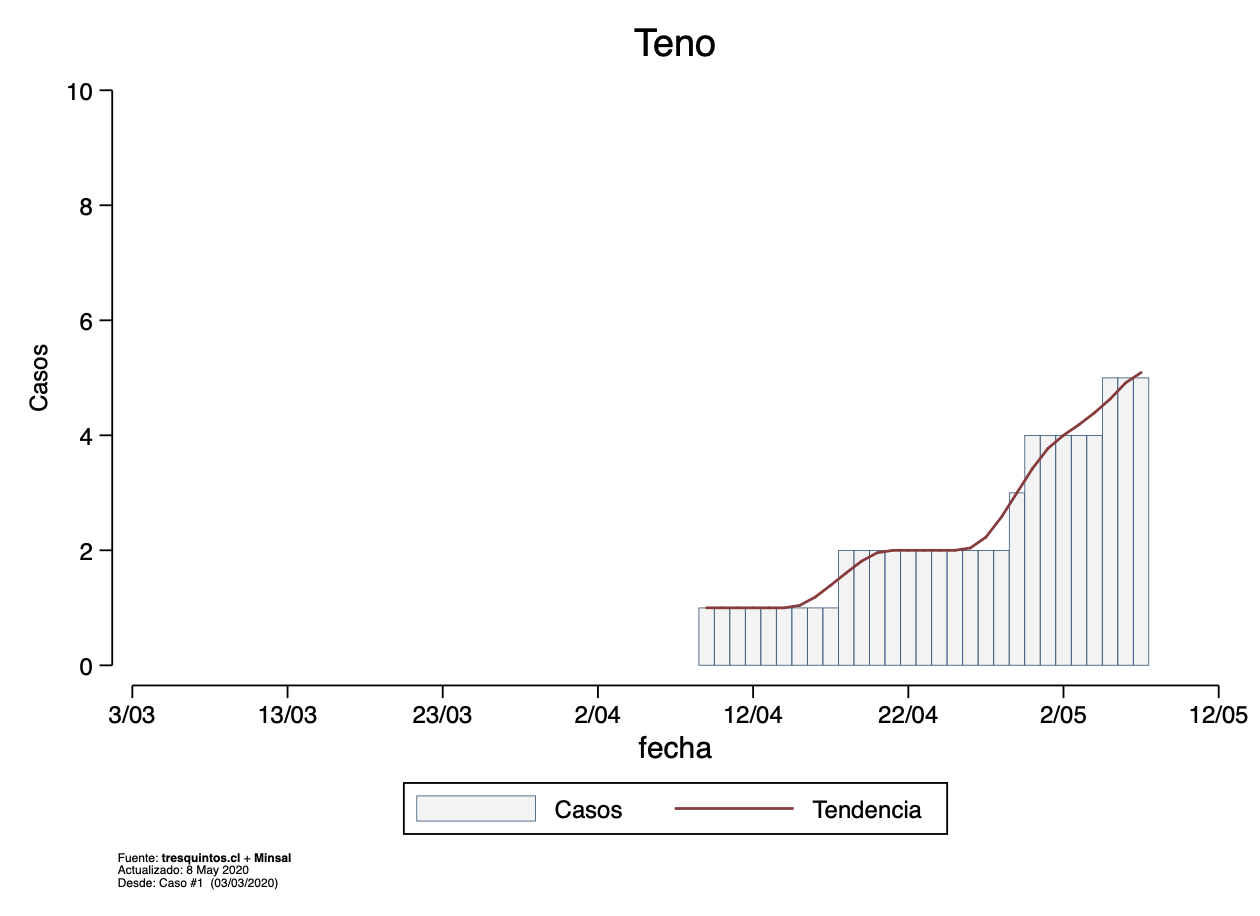 Teno
10
8
6
4
2
0
Casos
3/03 13/03 23/03 2/04 12/04 22/04 2/05 12/05
fecha
Casos Tendencia
Fuente: tresquintos.cl + Minsal
Actualizado: 8 May 2020
Desde: Caso #1 (03/03/2020)